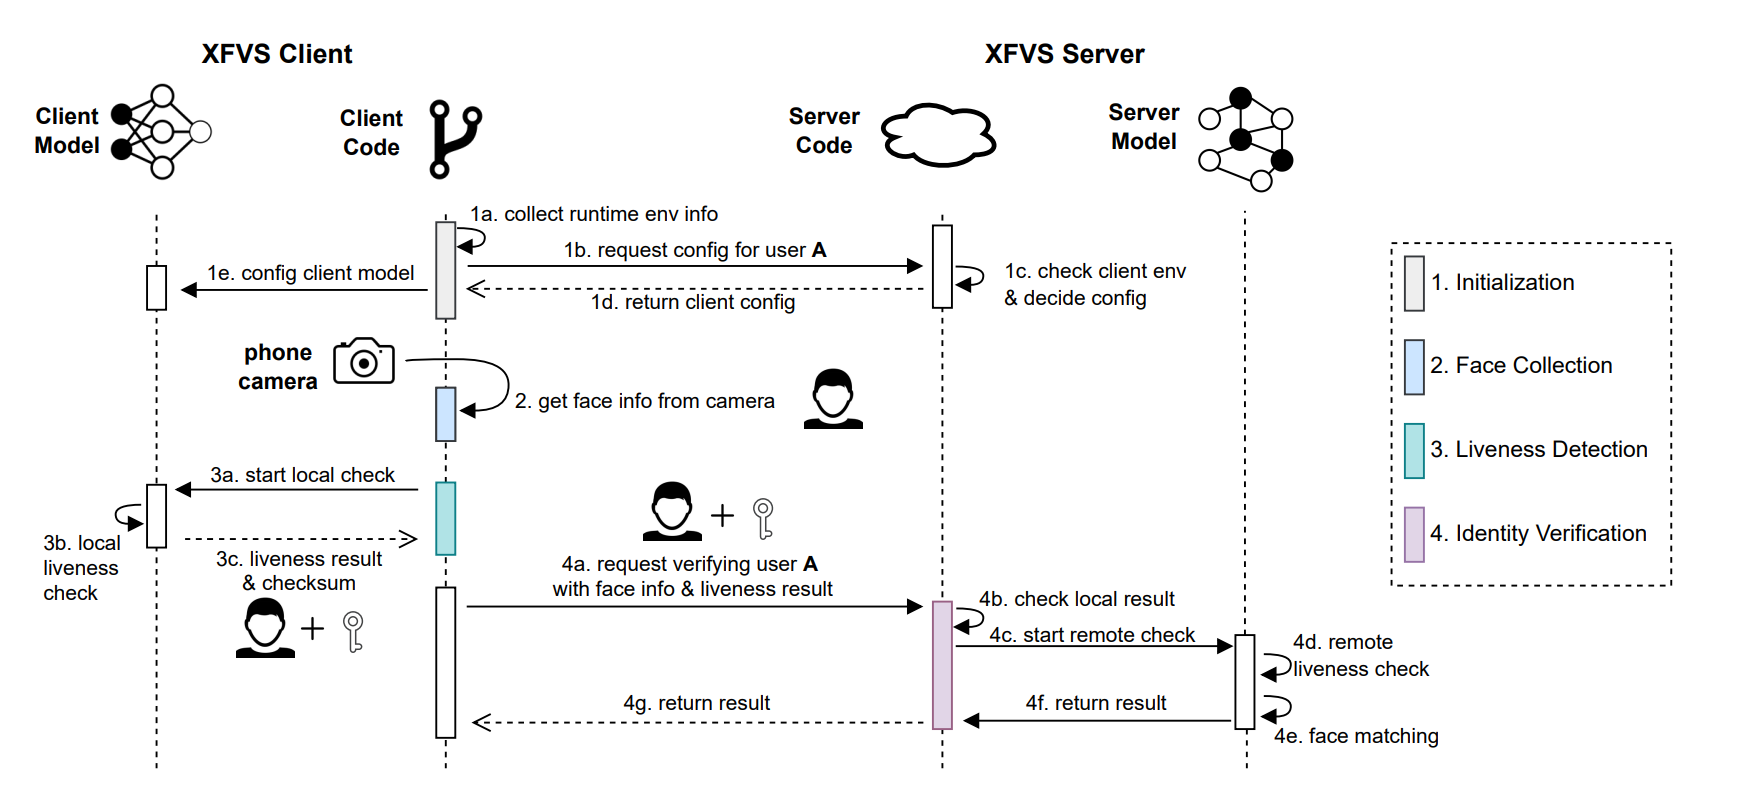 XFVS Client
XFVS Server
Client
Model
Client
Code
Server
Code
Server
Model
1a. collect runtime env info
1b. request config for user A
1c. check client env
& decide config
1d. return client config
1e. config client model
phone
camera
2. get face info from camera
3a. start local check
3b. local
liveness
check
3c. liveness result
& checksum
4a. request verifying user A
with face info & liveness result
4b. check local result
4c. start remote check
4d. remote
liveness check
4e. face matching
4f. return result
4g. return result
1. Initialization
2. Face Collection
3. Liveness Detection
4. Identity Verification